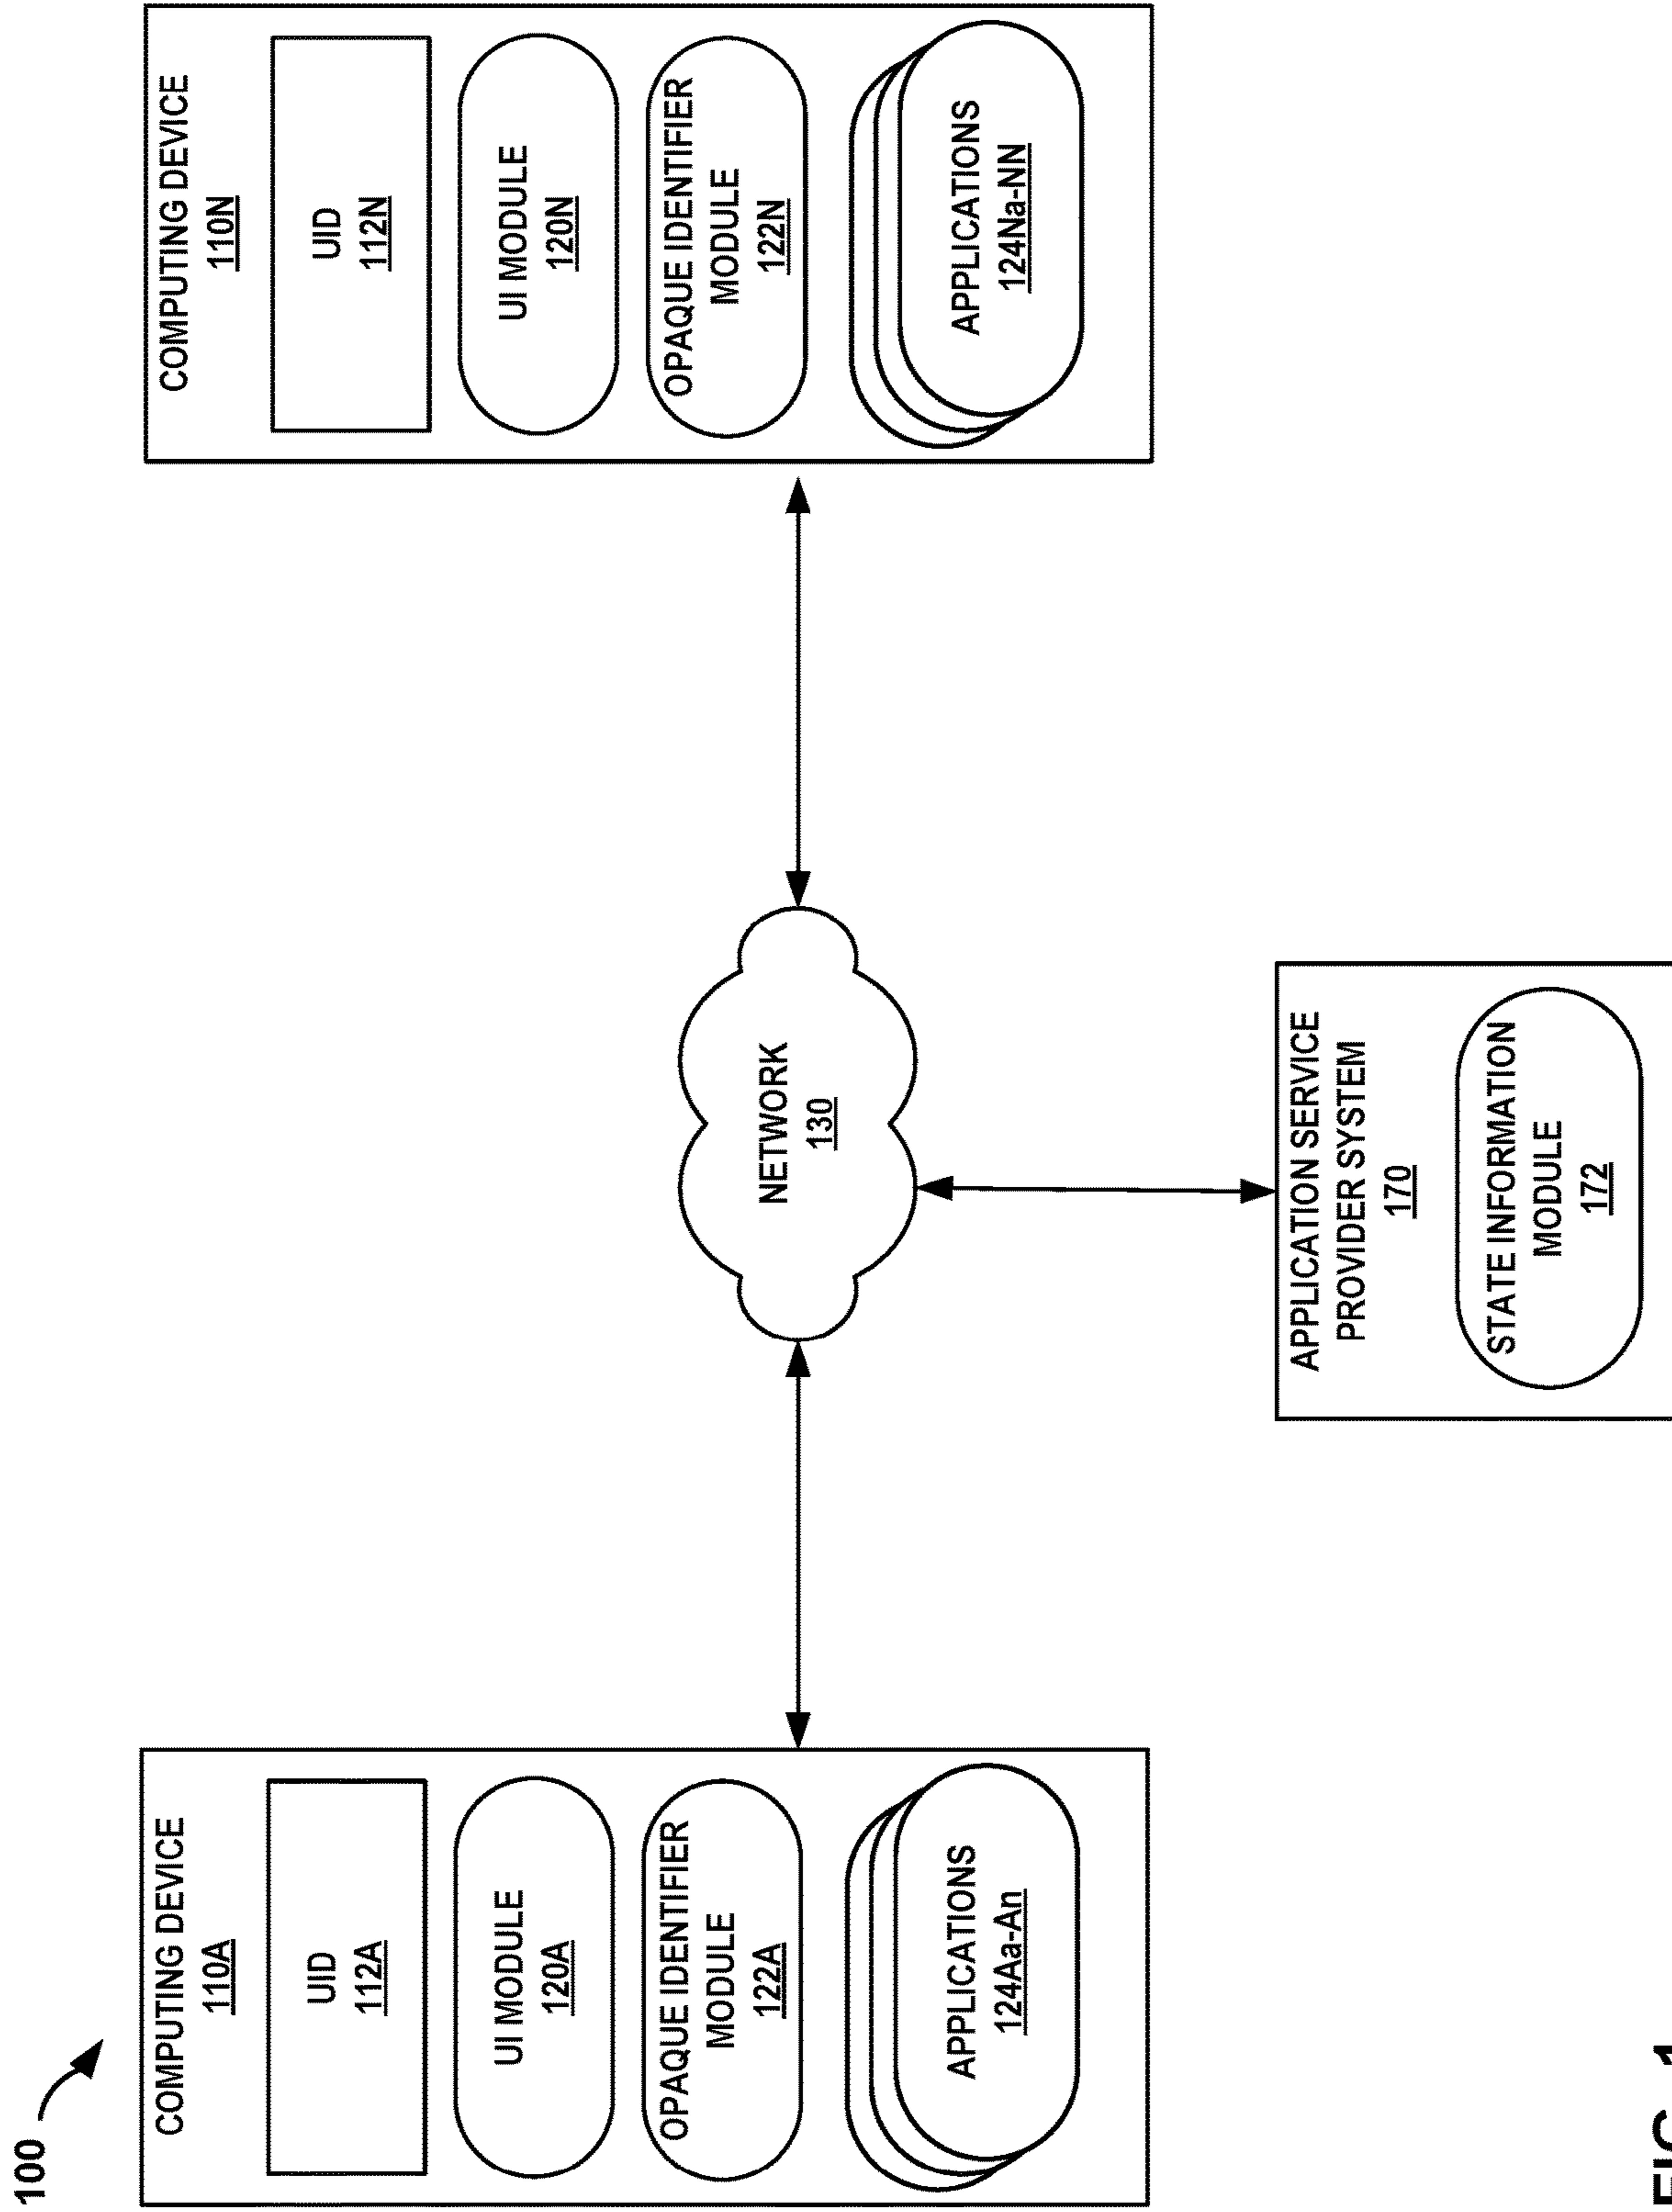 100
COMPUTING DEVICE
110A
UID
112A
UI MODULE
120A
OPAQUE IDENTIFIER
MODULE
122A
APPLICATIONS
124Aa-An
NETWORK
130
COMPUTING DEVICE
110N
UID
112N
UI MODULE
120N
OPAQUE IDENTIFIER
MODULE
122N
APPLICATIONS
124Na-NN
APPLICATION SERVICE
PROVIDER SYSTEM
170
STATE INFORMATION
MODULE
172
FIG. 1